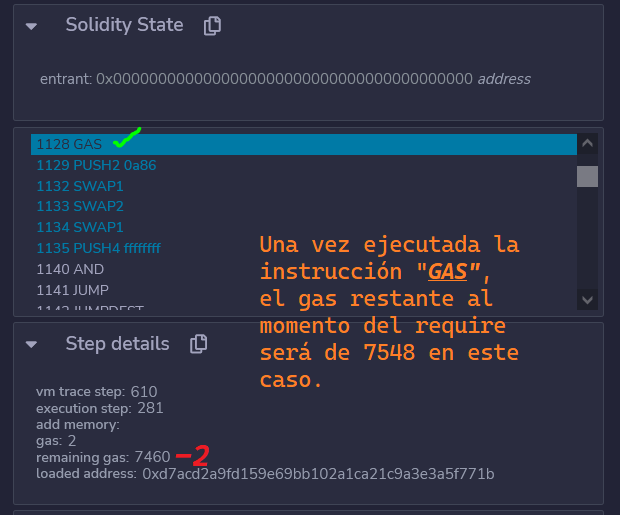 Solidity State
entrant: 0x0000000000000000000000000000000000000000 address
1128 GAS
1129 PUSH2 0a86
1132 SWAP1
1133 SWAP2
1134 SWAP1
1135 PUSH4 ffffffff
1140 AND
1141 JUMP
1142 JUMPDEST
Una vez ejecutada la
instrucción "GAS",
el gas restante al
momento del require
será de 7548 en este
caso.
Step details
vm trace step: 610
execution step: 281
add memory:
gas: 2
remaining gas: 7460 -2
loaded address: 0xd7acd2a9fd159e69bb102a1ca21c9a3e3a5f771b